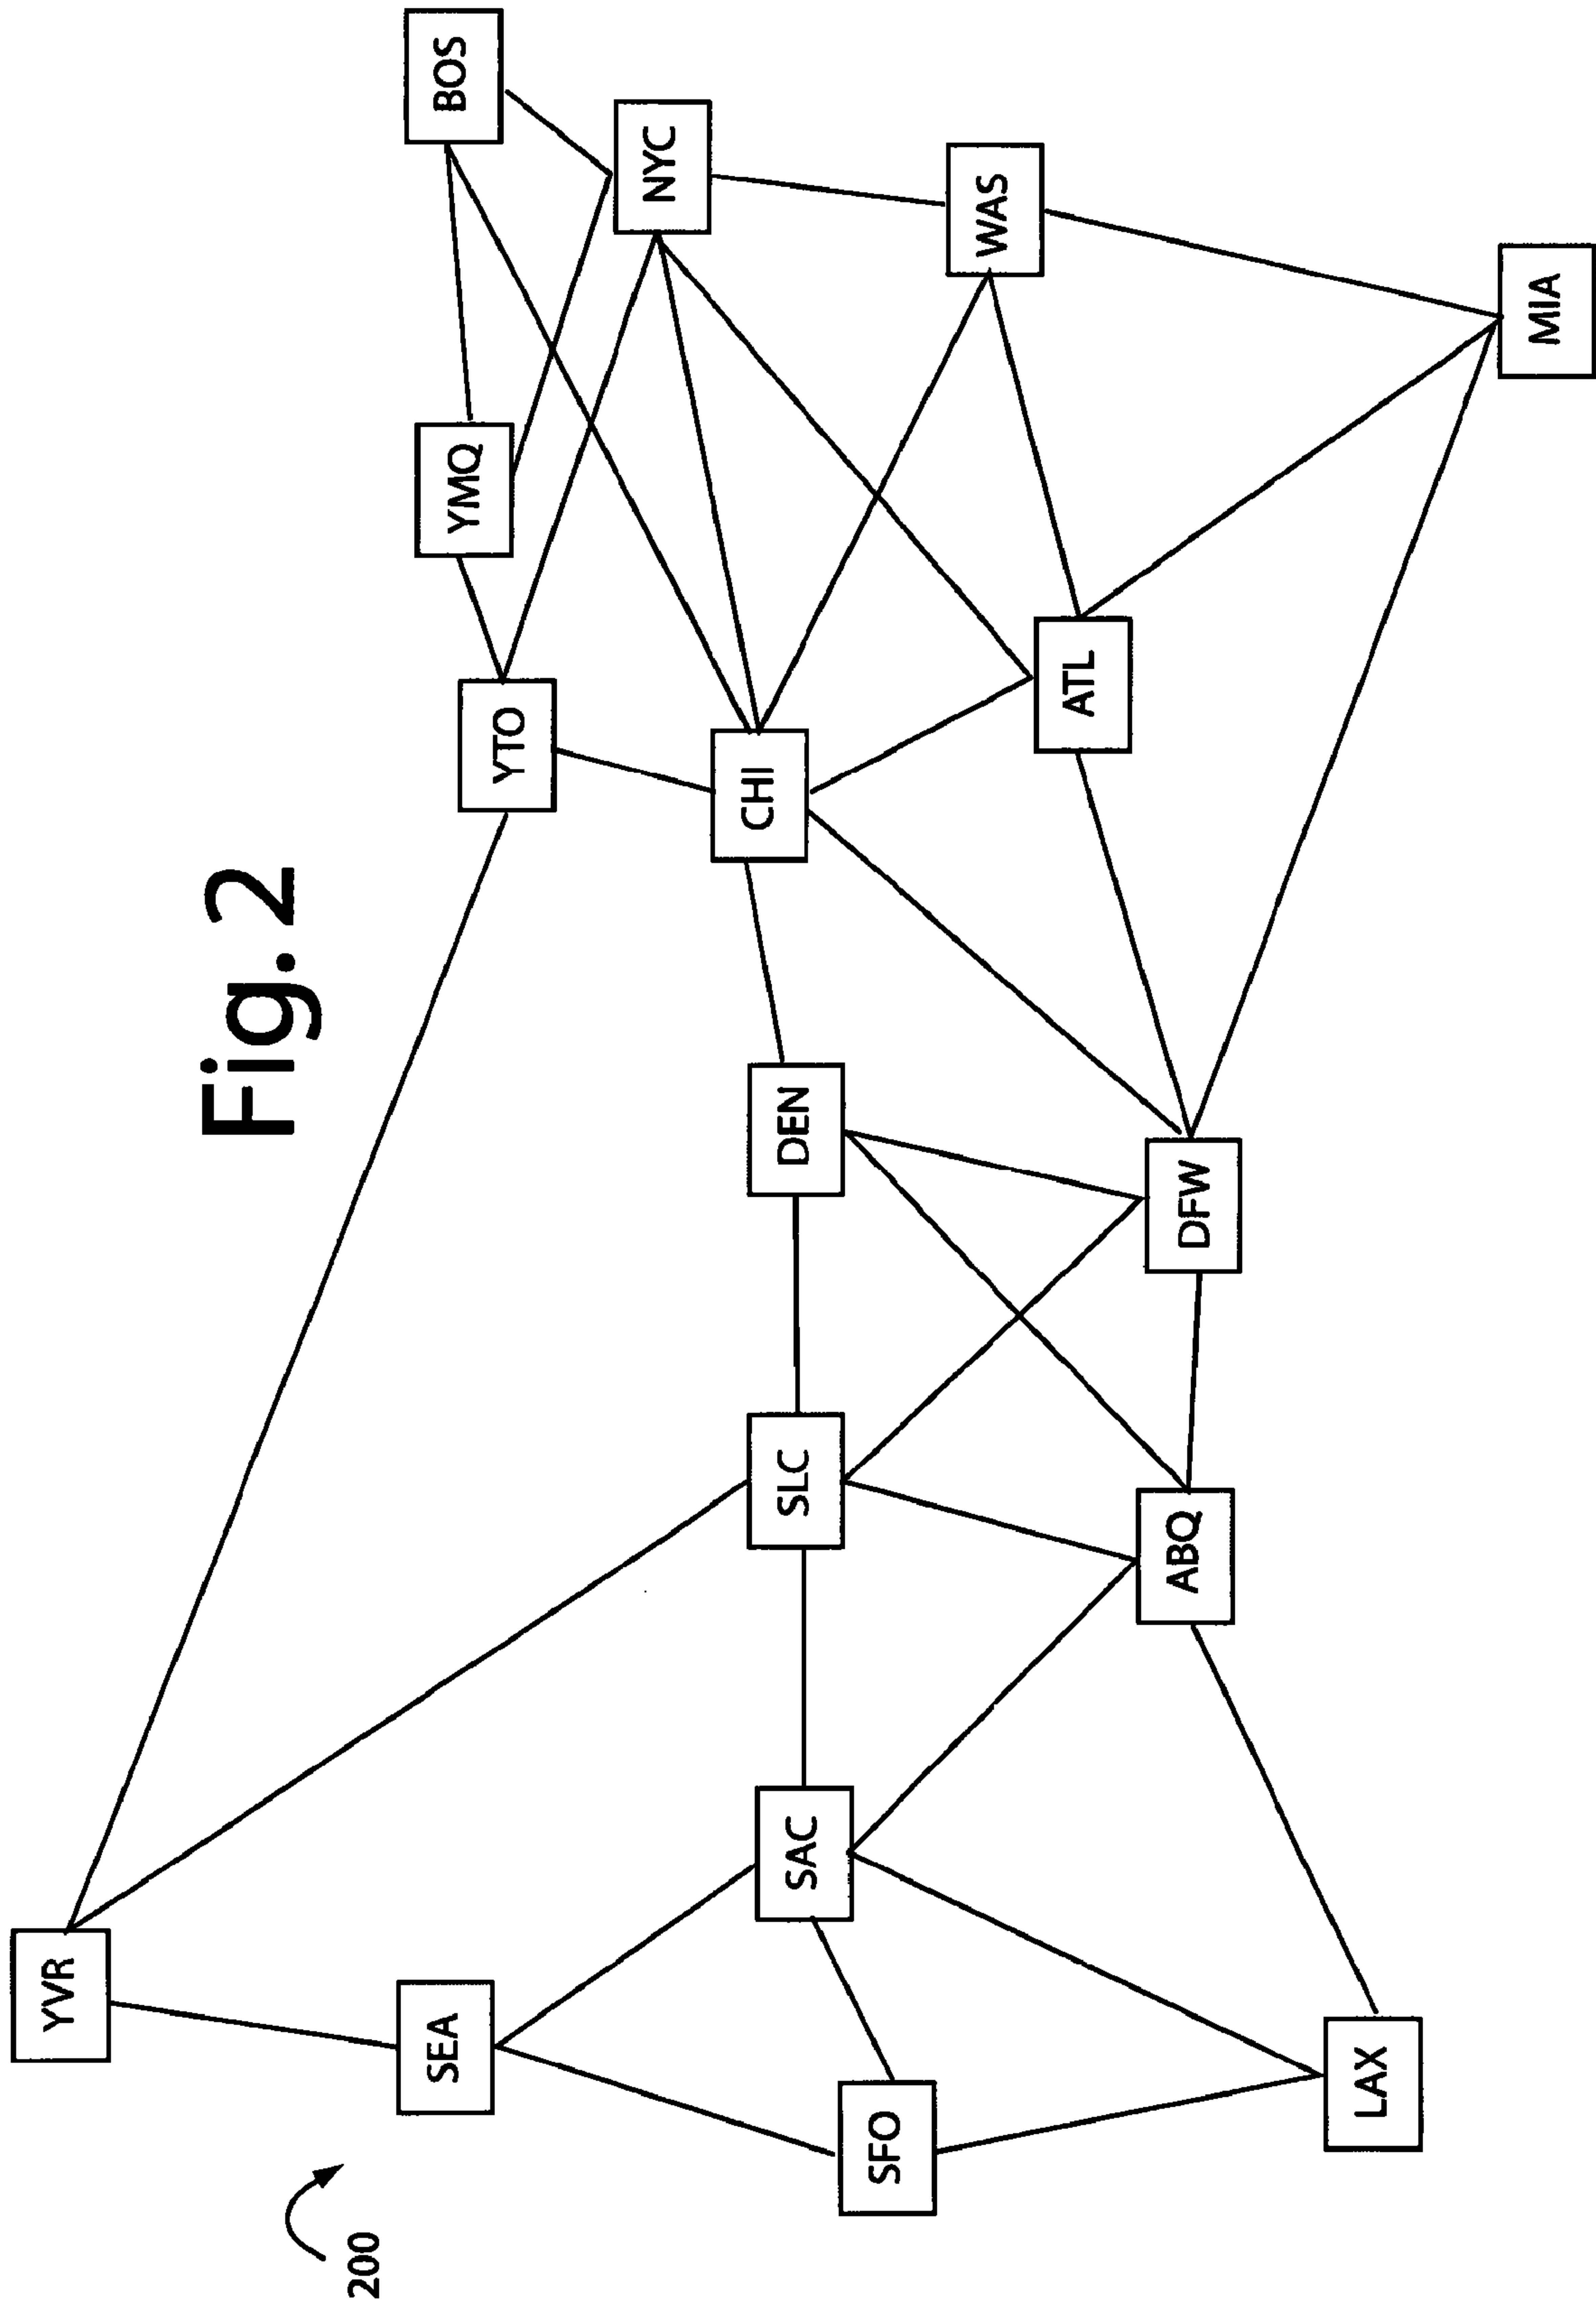 Fig. 2
200
YVR
SEA
SFO
LAX
SAC
SLC
ABQ
DEN
DFW
CHI
YTO
YMQ
BOS
NYC
WAS
ATL
MIA